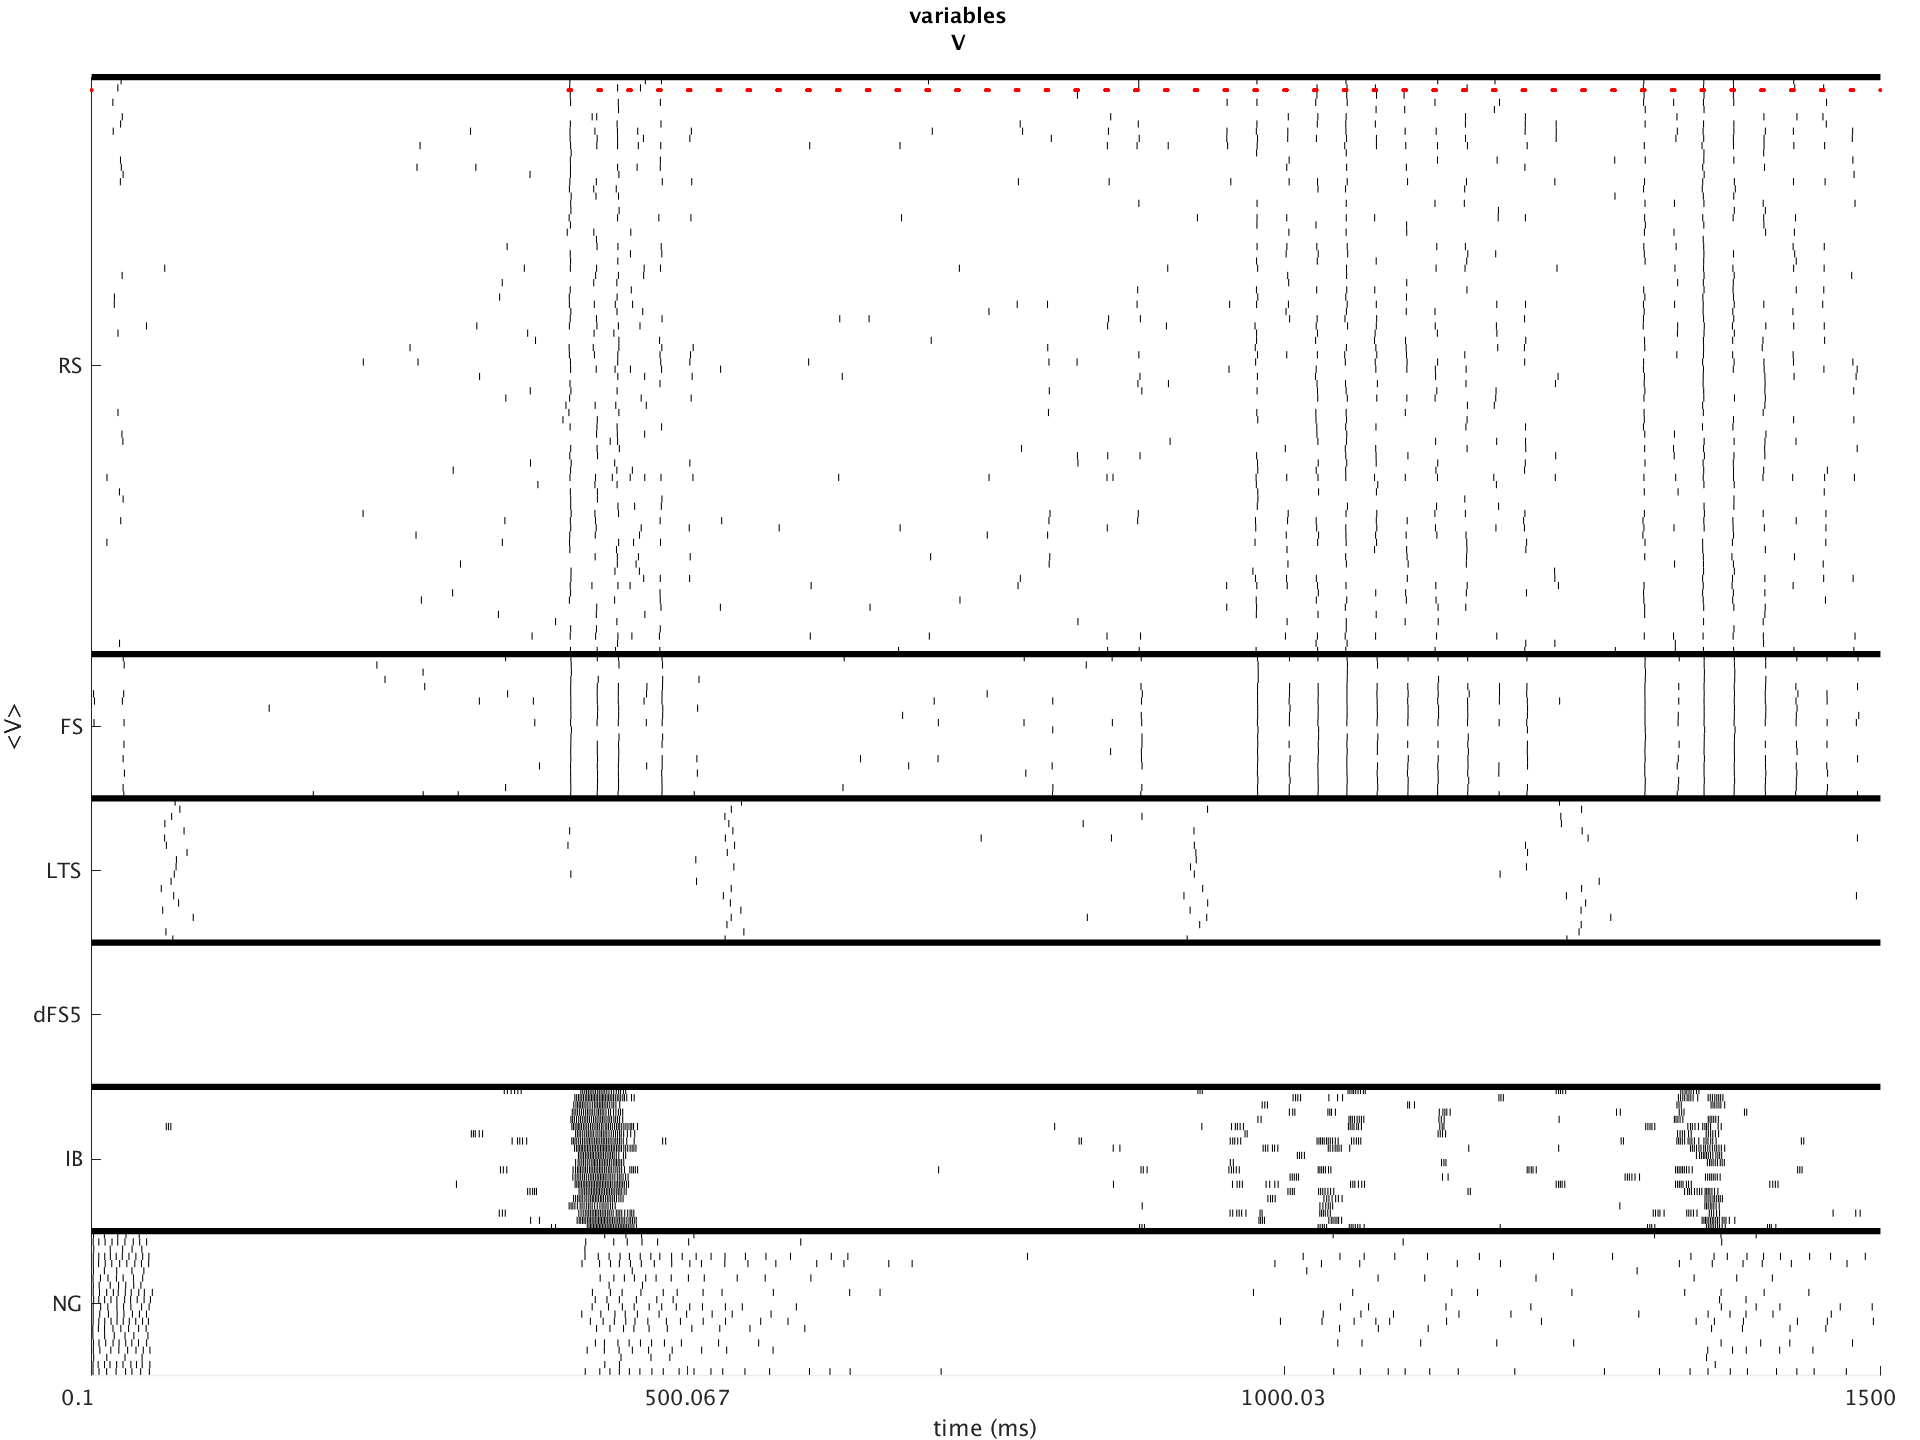 variables
V
RS
FS
LTS
dFS5
IB
NG
<V>
0.1
500.067
1000.03
1500
time (ms)